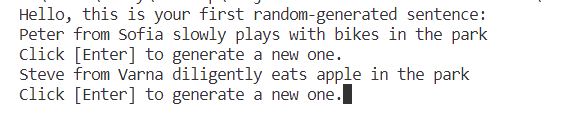 Hello, this is your first random-generated sentence:
Peter from Sofia slowly plays with bikes in the park
Click [Enter] to generate a new one.
Steve from Varna diligently eats apple in the park
Click [Enter] to generate a new one.